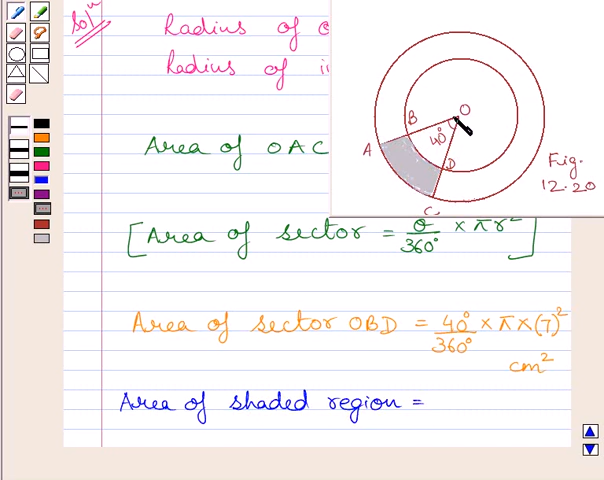 Solⁿ
Radius of
Radius of
Area of OAC
[Area of sector = θ/360° × πr²]
Area of sector OBD = 40°/360° × π × (7)²
cm²
Area of shaded region =
O
B
40°
A
D
C
Fig.
12.20